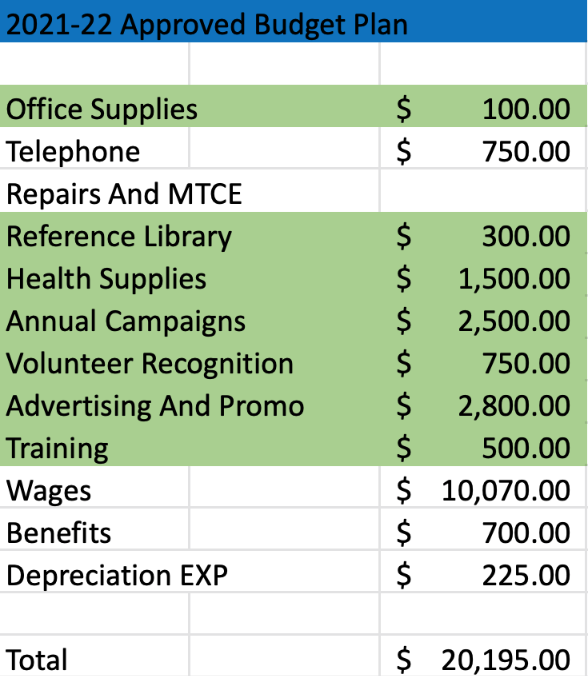 2021-22 Approved Budget Plan
Office Supplies $ 100.00
Telephone $ 750.00
Repairs And MTCE
Reference Library $ 300.00
Health Supplies $ 1,500.00
Annual Campaigns $ 2,500.00
Volunteer Recognition $ 750.00
Advertising And Promo $ 2,800.00
Training $ 500.00
Wages $ 10,070.00
Benefits $ 700.00
Depreciation EXP $ 225.00
Total $ 20,195.00